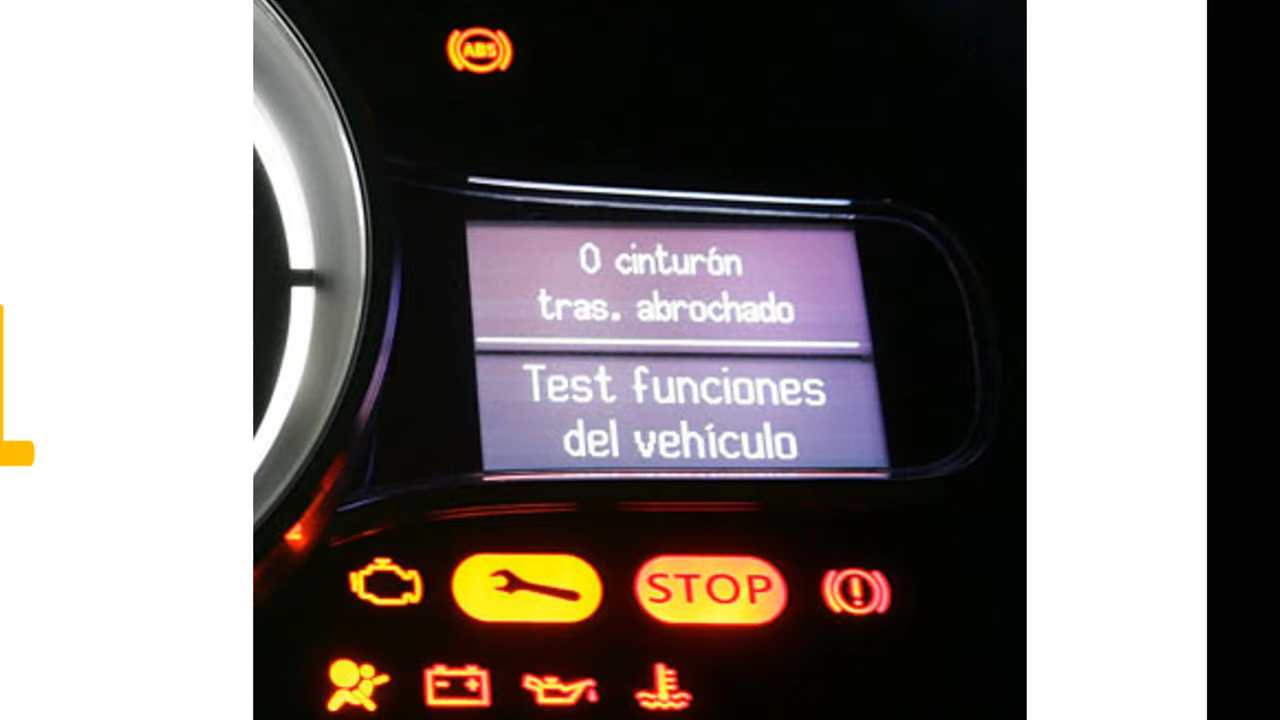 ABS
0 cinturón
tras. abrochado
Test funciones
del vehículo
STOP